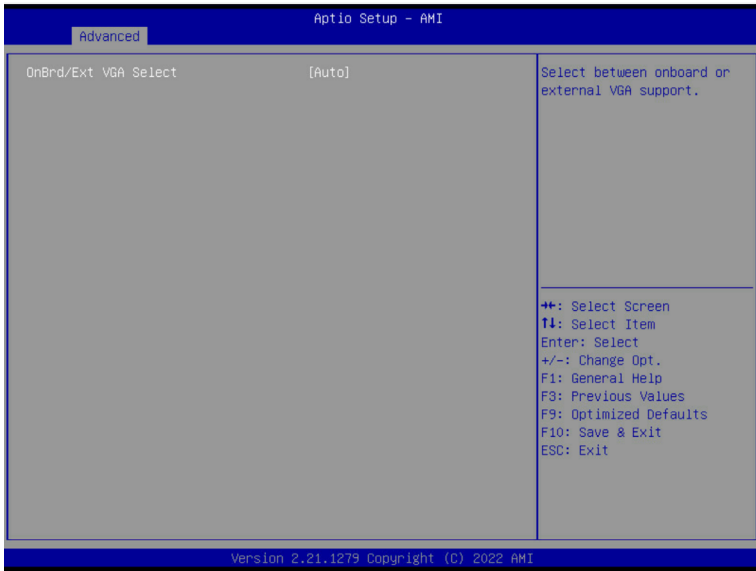 Aptio Setup – AMI
Advanced
OnBrd/Ext VGA Select [Auto]
Select between onboard or
external VGA support.
→←: Select Screen
↑↓: Select Item
Enter: Select
+/-: Change Opt.
F1: General Help
F3: Previous Values
F9: Optimized Defaults
F10: Save & Exit
ESC: Exit
Version 2.21.1279 Copyright (C) 2022 AMI